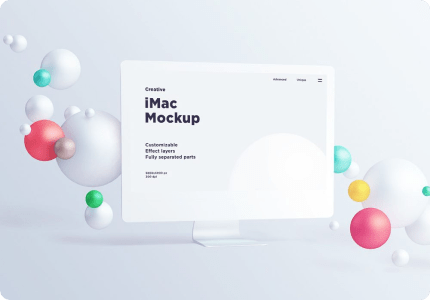 Creative
iMac
Mockup
Customizable
Effect layers
Fully separated parts